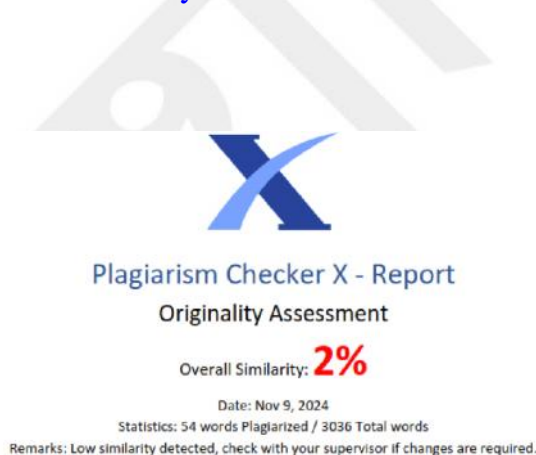 Plagiarism Checker X - Report
Originality Assessment
Overall Similarity: 2%
Date: Nov 9, 2024
Statistics: 54 words Plagiarized / 3036 Total words
Remarks: Low similarity detected, check with your supervisor if changes are required.